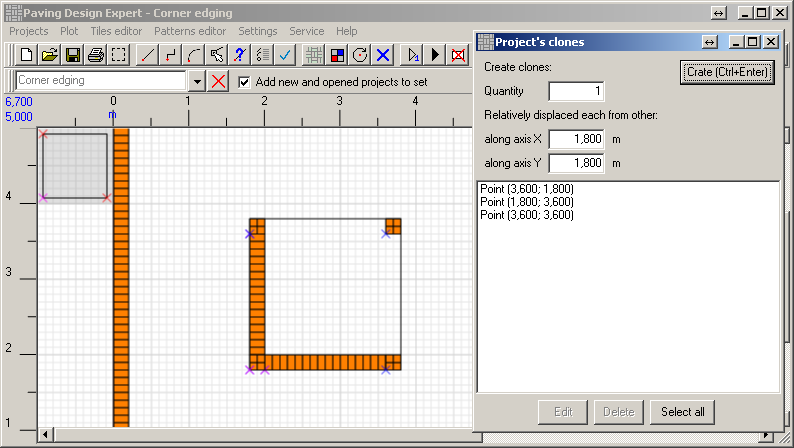 Paving Design Expert - Corner edging
Projects Plot Tiles editor Patterns editor Settings Service Help
Corner edging
Add new and opened projects to set
6,700
5,000
0 1 2 3 4
m
4
3
2
1
Project's clones
Create clones:
Crate (Ctrl+Enter)
Quantity 1
Relatively displaced each from other:
along axis X 1,800 m
along axis Y 1,800 m
Point (3,600; 1,800)
Point (1,800; 3,600)
Point (3,600; 3,600)
Edit Delete Select all